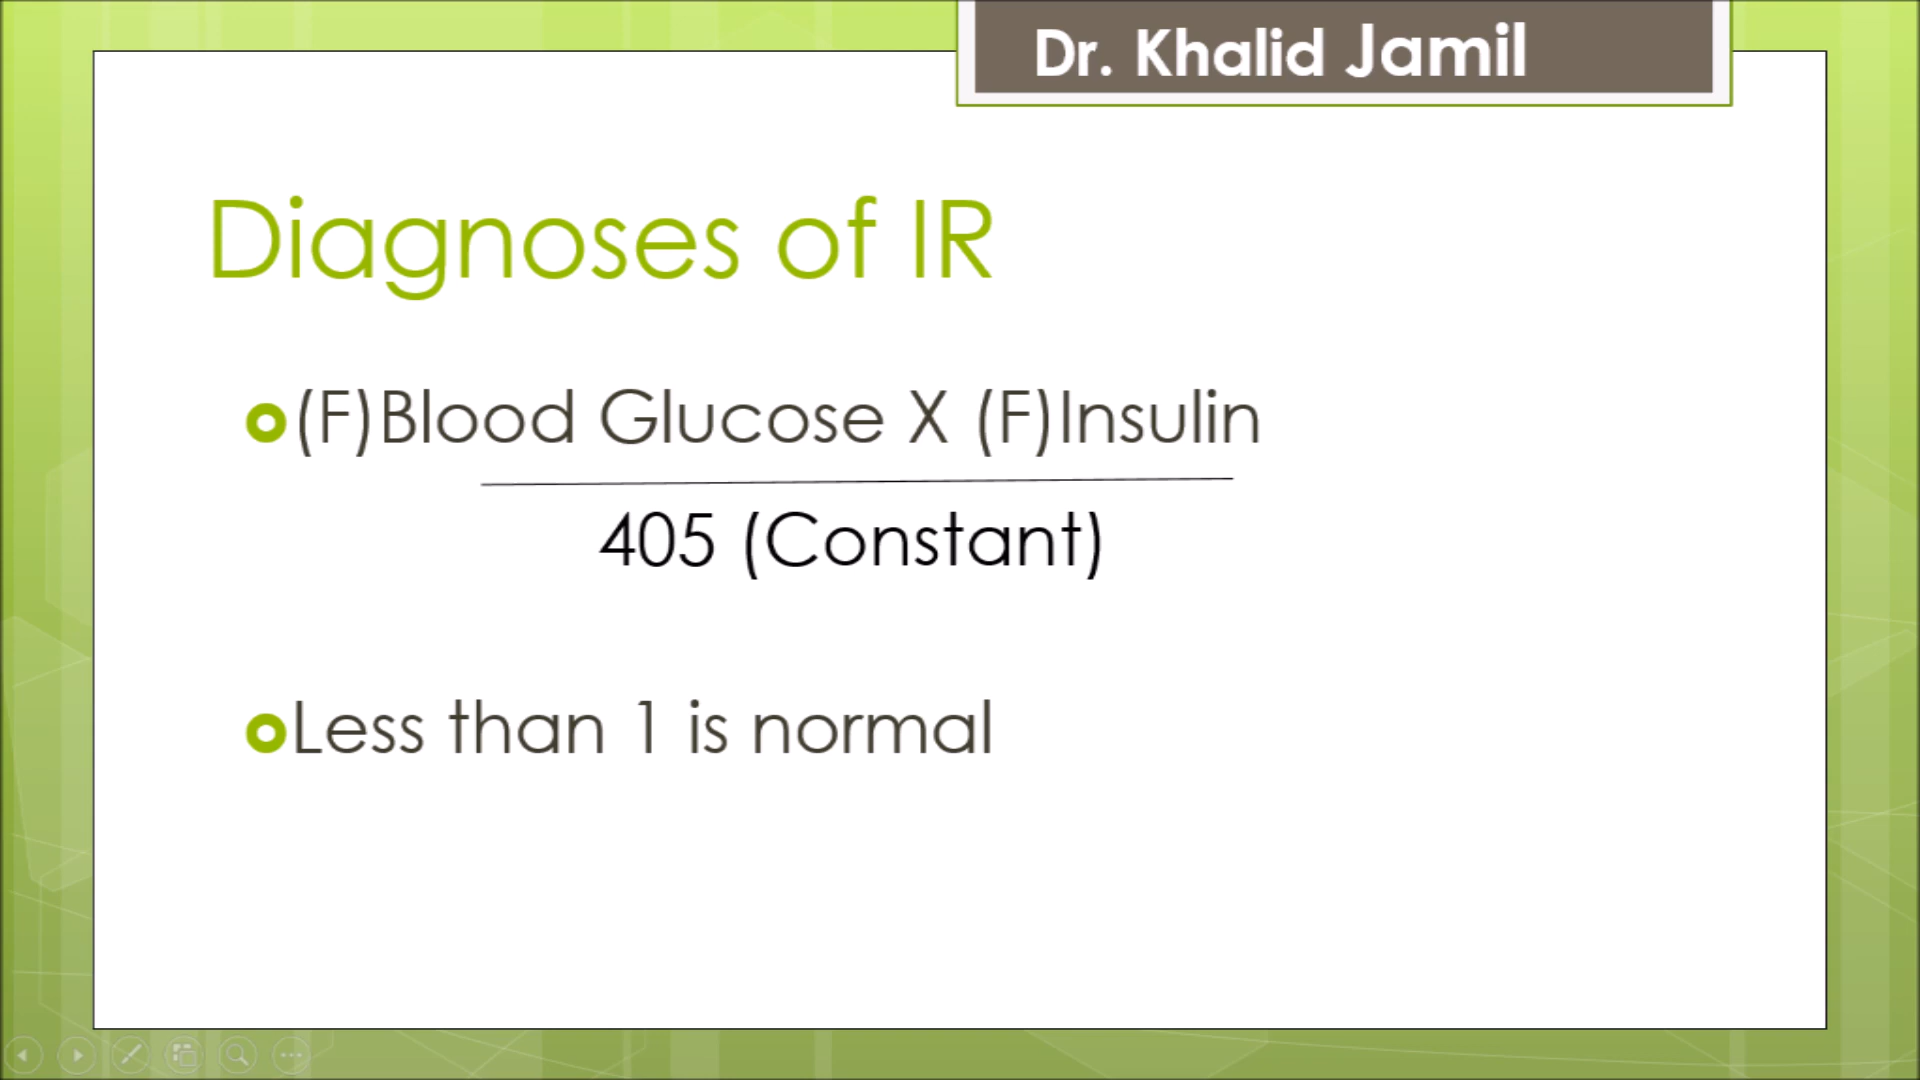 Dr. Khalid Jamil
Diagnoses of IR
(F)Blood Glucose X (F)Insulin
405 (Constant)
Less than 1 is normal